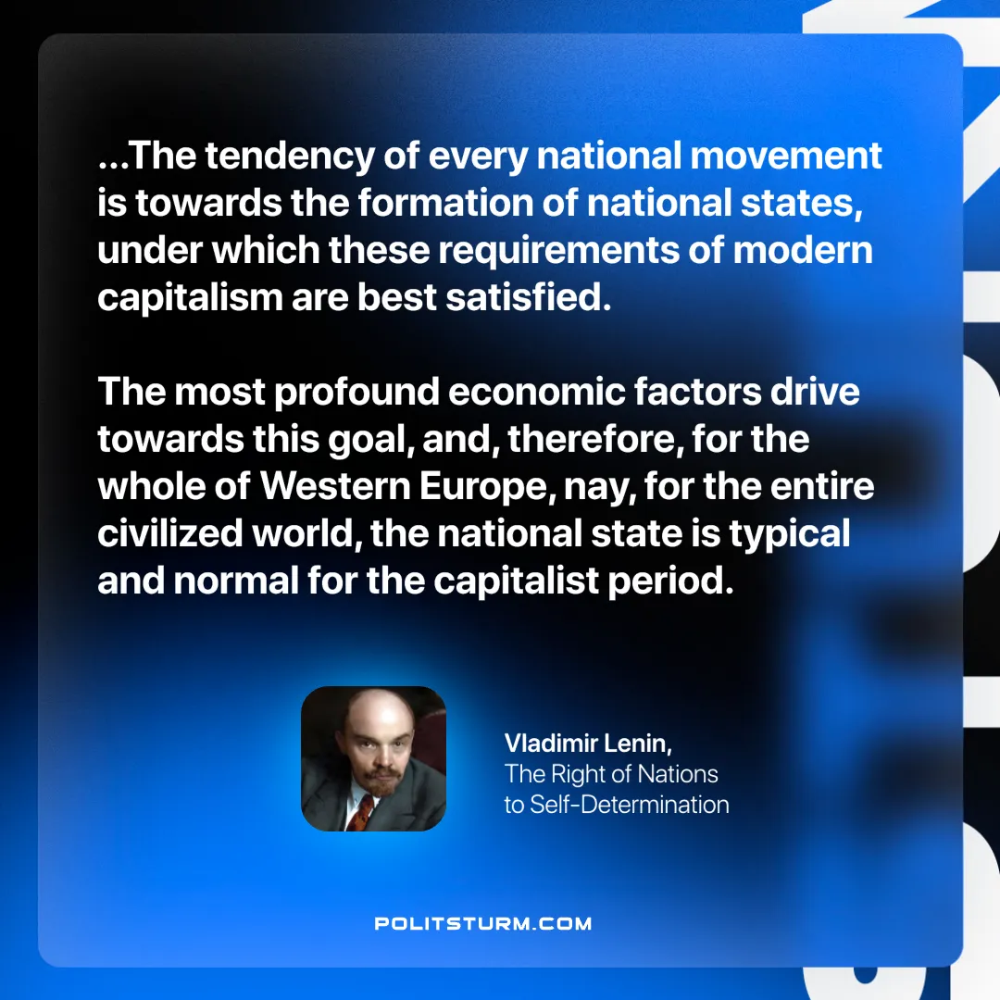 ...The tendency of every national movement
is towards the formation of national states,
under which these requirements of modern
capitalism are best satisfied.
The most profound economic factors drive
towards this goal, and, therefore, for the
whole of Western Europe, nay, for the entire
civilized world, the national state is typical
and normal for the capitalist period.
Vladimir Lenin,
The Right of Nations
to Self-Determination
POLITSTURM.COM